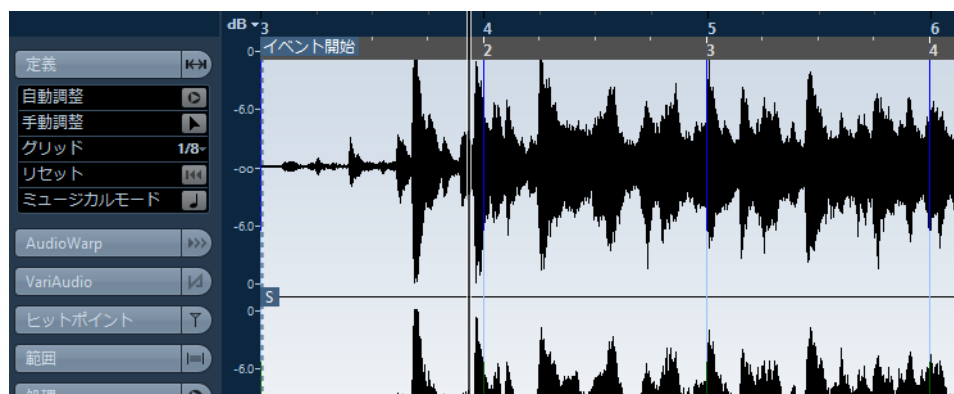 dB 3 4 5 6
イベント開始 2 3 4
0-
定義
自動調整
-6.0-
手動調整
グリッド 1/8
リセット
-∞-
ミュージカルモード
-6.0-
AudioWarp
VariAudio
0-
S
0-
ヒットポイント
範囲
-6.0-